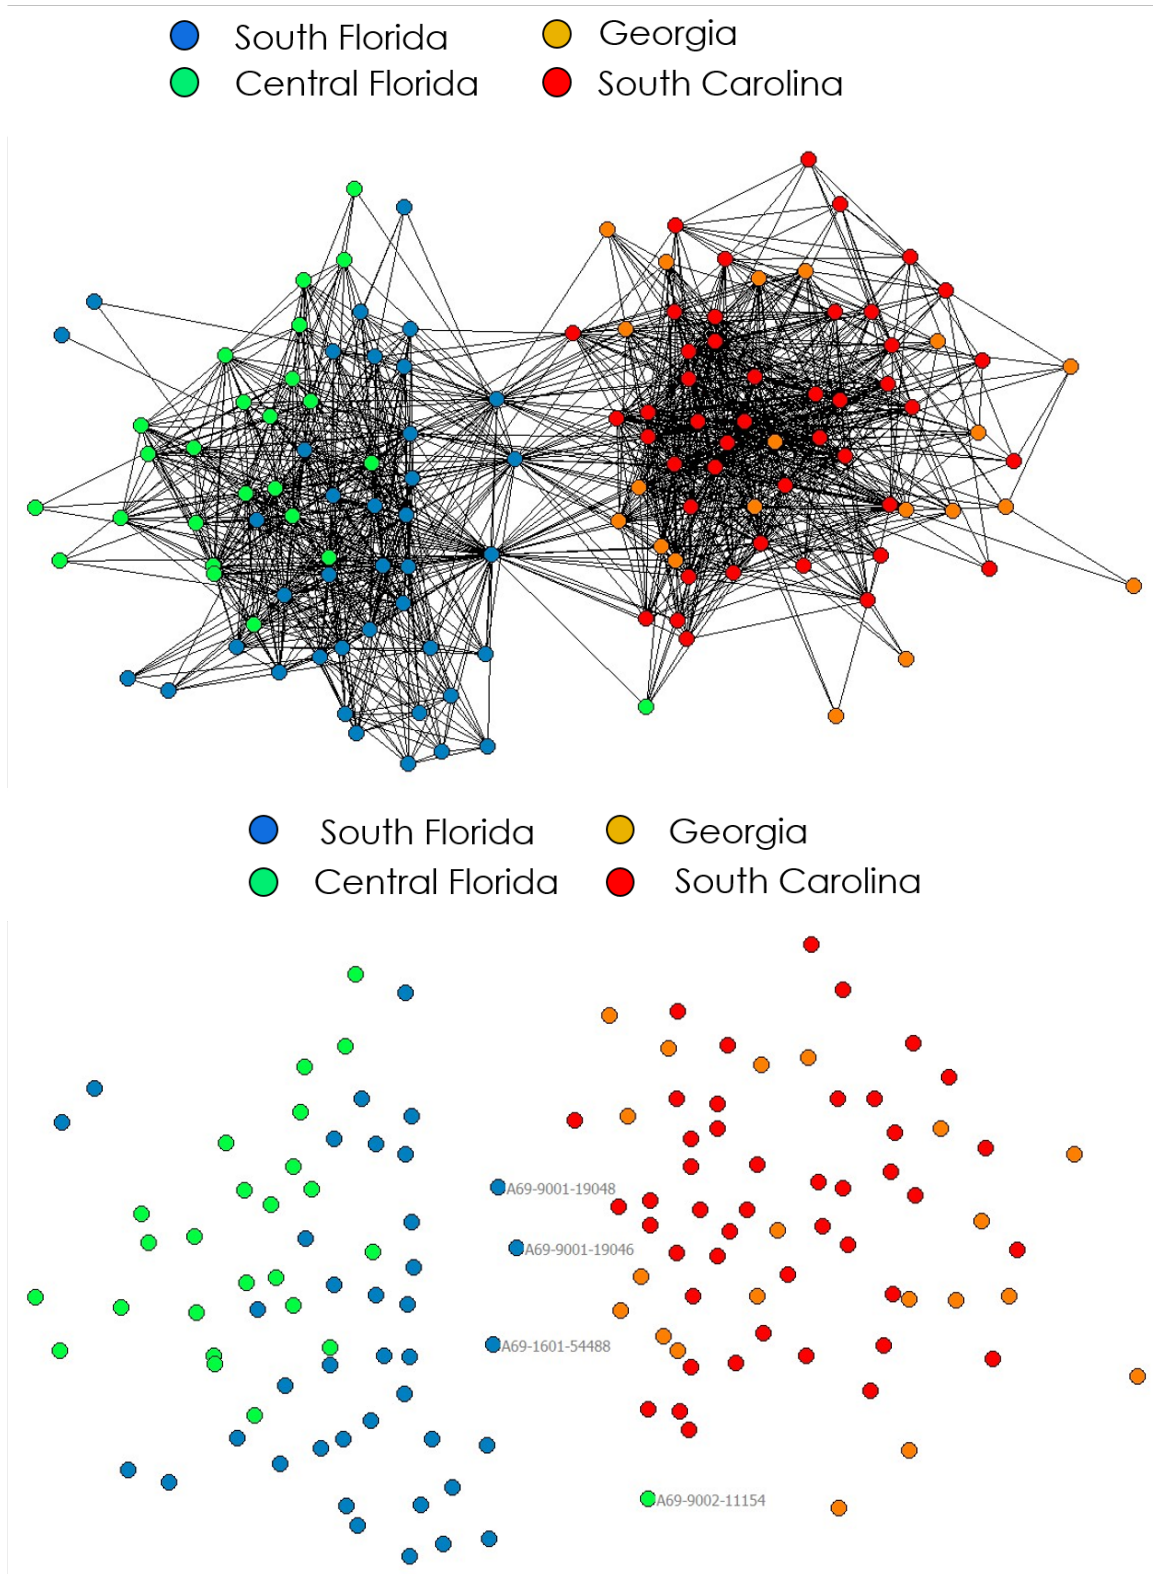 South Florida
Georgia
Central Florida
South Carolina
South Florida
Georgia
Central Florida
South Carolina
A69-9001-19048
A69-9001-19046
A69-1601-54488
A69-9002-11154